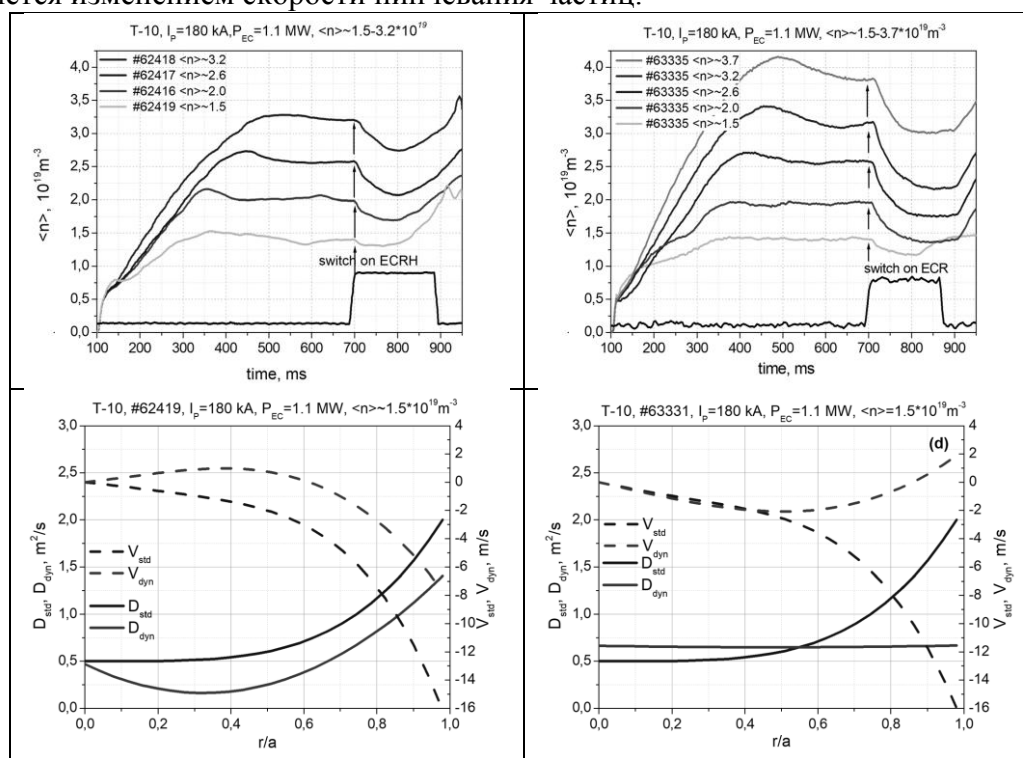 ется изменением скорости пинчевания частиц.
T-10, I_P=180 kA,P_EC=1.1 MW, <n>~1.5-3.2*10^19
4,0
3,5
3,0
2,5
2,0
1,5
1,0
0,5
0,0
<n>, 10^19m^-3
#62418 <n>~3.2
#62417 <n>~2.6
#62416 <n>~2.0
#62419 <n>~1.5
switch on ECRH
100 200 300 400 500 600 700 800 900
time, ms
T-10, I_P=180 kA, P_EC=1.1 MW, <n>~1.5-3.7*10^19m^-3
4,0
3,5
3,0
2,5
2,0
1,5
1,0
0,5
0,0
<n>, 10^19m^-3
#63335 <n>~3.7
#63335 <n>~3.2
#63335 <n>~2.6
#63335 <n>~2.0
#63335 <n>~1.5
switch on ECR
100 200 300 400 500 600 700 800 900
time, ms
T-10, #62419, I_P=180 kA, P_EC=1.1 MW, <n>~1.5*10^19m^-3
3,0
2,5
2,0
1,5
1,0
0,5
0,0
D_std, D_dyn, m^2/s
V_std
V_dyn
D_std
D_dyn
4
2
0
-2
-4
-6
-8
-10
-12
-14
-16
V_std, V_dyn, m/s
0,0 0,2 0,4 0,6 0,8 1,0
r/a
T-10, #63331, I_P=180 kA, P_EC=1.1 MW, <n>=1.5*10^19m^-3
(d)
3,0
2,5
2,0
1,5
1,0
0,5
0,0
D_std, D_dyn, m^2/s
V_std
V_dyn
D_std
D_dyn
4
2
0
-2
-4
-6
-8
-10
-12
-14
-16
V_std, V_dyn, m/s
0,0 0,2 0,4 0,6 0,8 1,0
r/a